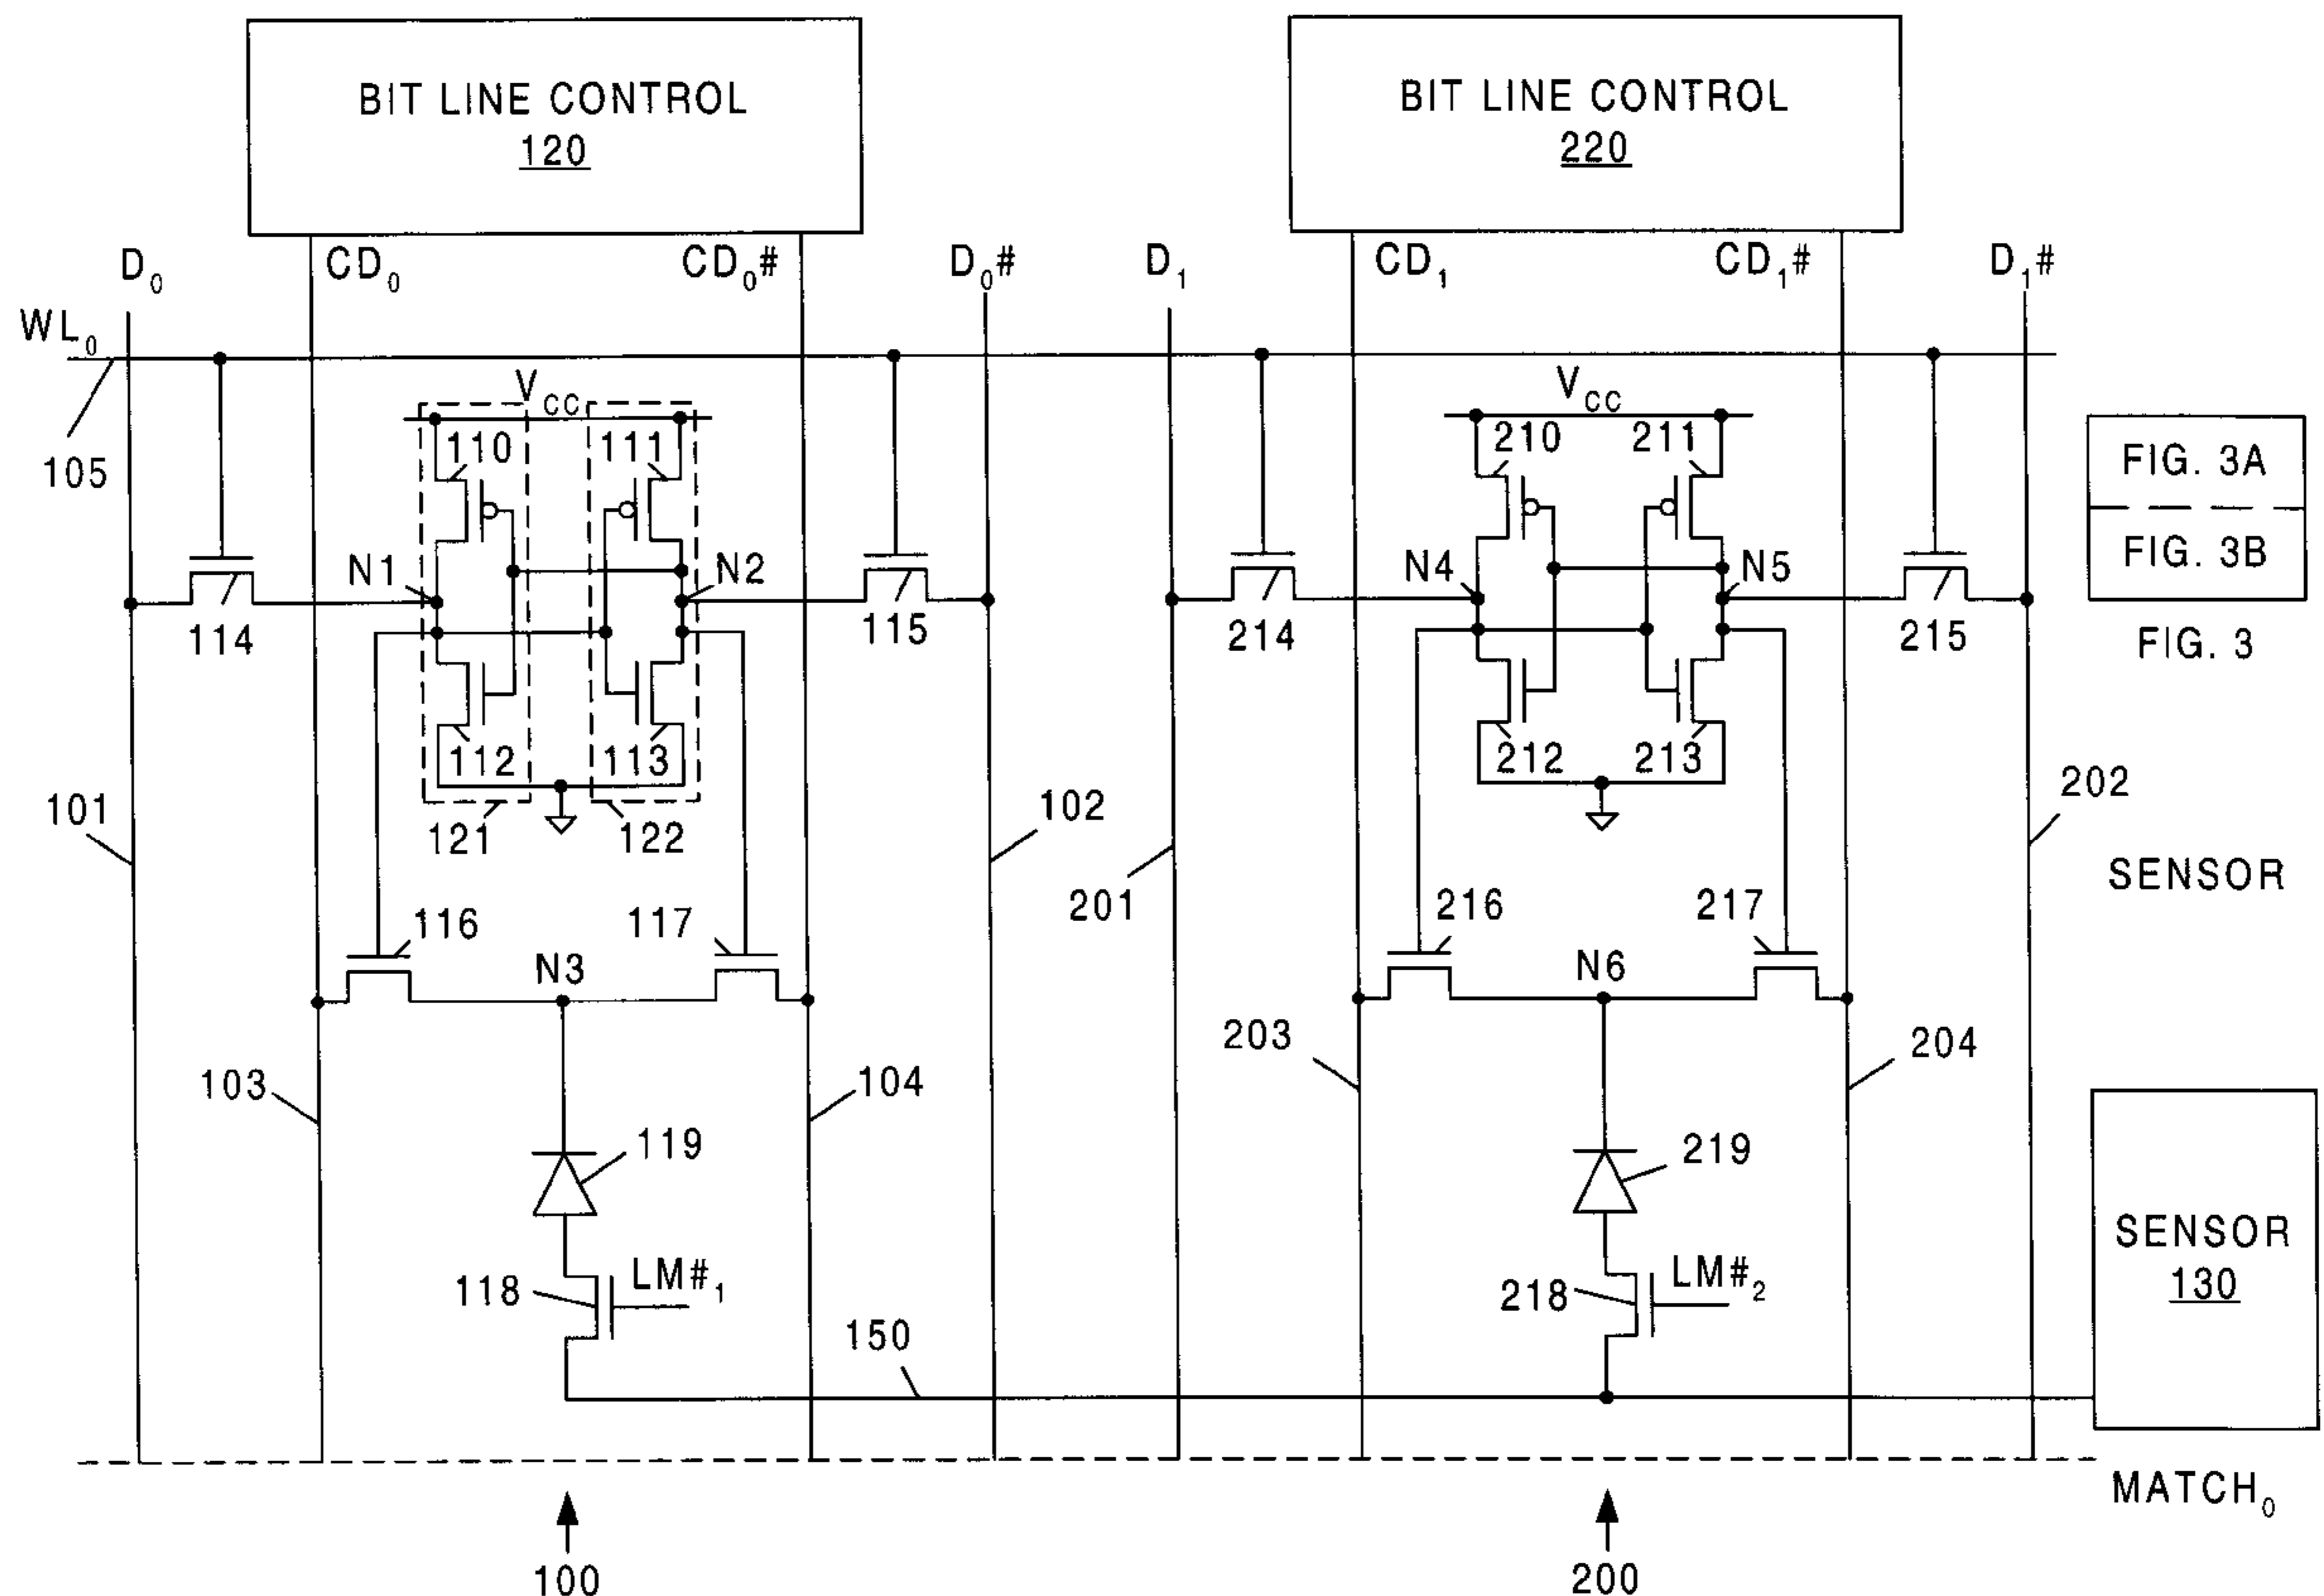 BIT LINE CONTROL
120
BIT LINE CONTROL
220
D₀
CD₀
CD₀#
D₀#
D₁
CD₁
CD₁#
D₁#
WL₀
105
V_CC
110
111
N1
N2
114
115
112
113
121
122
101
102
116
117
N3
103
104
119
118
LM#₁
150
100
V_CC
210
211
N4
N5
214
215
212
213
201
202
216
217
N6
203
204
219
218
LM#₂
200
FIG. 3A
FIG. 3B
FIG. 3
SENSOR
SENSOR
130
MATCH₀